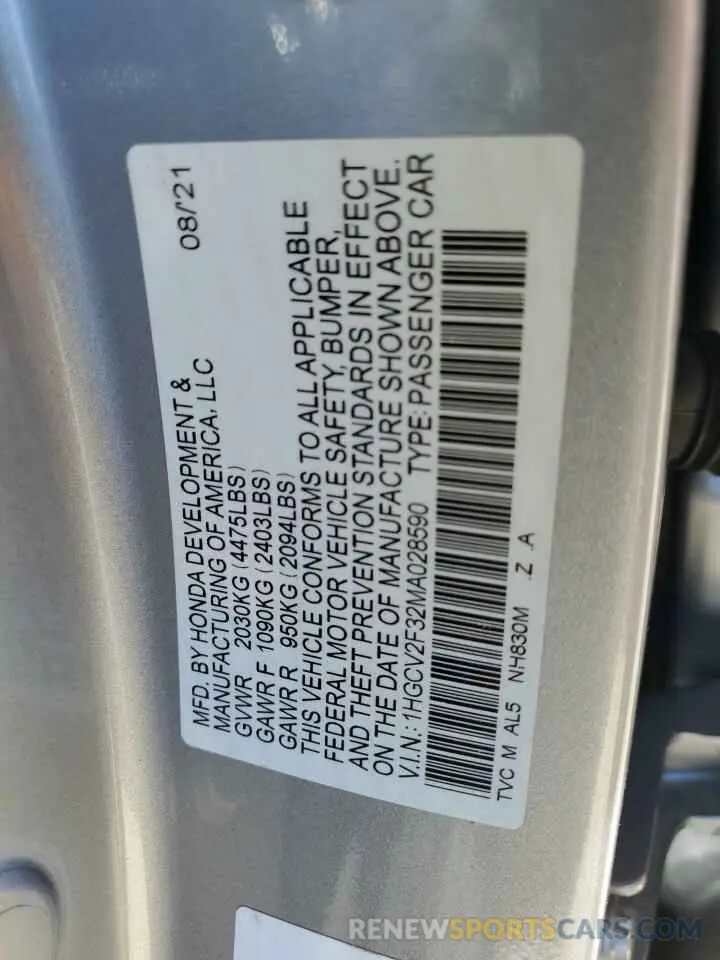 MFD. BY HONDA DEVELOPMENT & 08/'21
MANUFACTURING OF AMERICA, LLC
GVWR 2030KG (4475LBS)
GAWR F 1090KG (2403LBS)
GAWR R 950KG (2094LBS)
THIS VEHICLE CONFORMS TO ALL APPLICABLE
FEDERAL MOTOR VEHICLE SAFETY, BUMPER,
AND THEFT PREVENTION STANDARDS IN EFFECT
ON THE DATE OF MANUFACTURE SHOWN ABOVE.
V.I.N.: 1HGCV2F32MA028590 TYPE: PASSENGER CAR
TVC M AL5 NH830M .Z .A
RENEWSPORTSCARS.COM